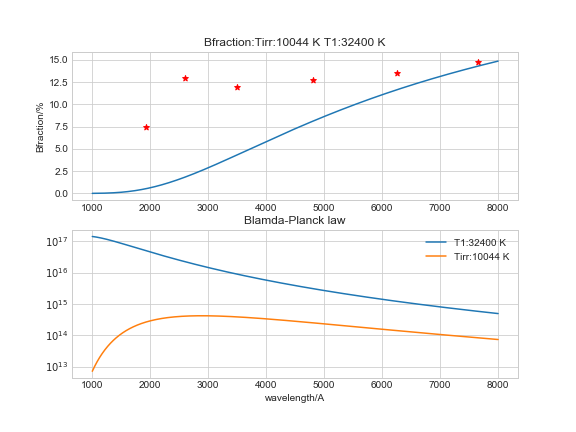 Bfraction:Tirr:10044 K T1:32400 K
15.0
12.5
10.0
7.5
5.0
2.5
0.0
Bfraction/%
1000 2000 3000 4000 5000 6000 7000 8000
Blamda-Planck law
10^17
10^16
10^15
10^14
10^13
T1:32400 K
Tirr:10044 K
1000 2000 3000 4000 5000 6000 7000 8000
wavelength/A